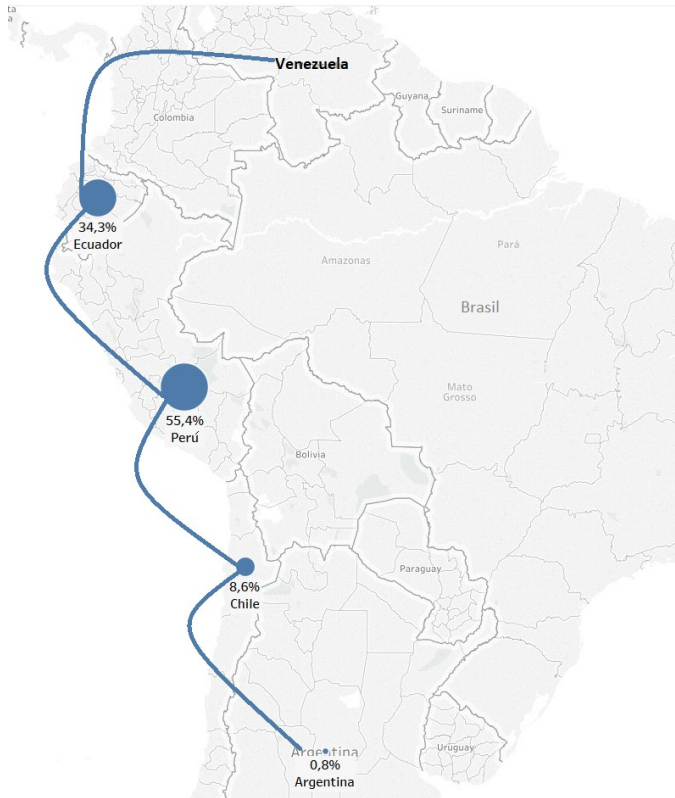 ta
a
Venezuela
Guyana
Suriname
Colombia
34,3%
Ecuador
Amazonas
Pará
Brasil
55,4%
Perú
Mato
Grosso
Bolivia
Paraguay
8,6%
Chile
Uruguay
Argentina
0,8%
Argentina